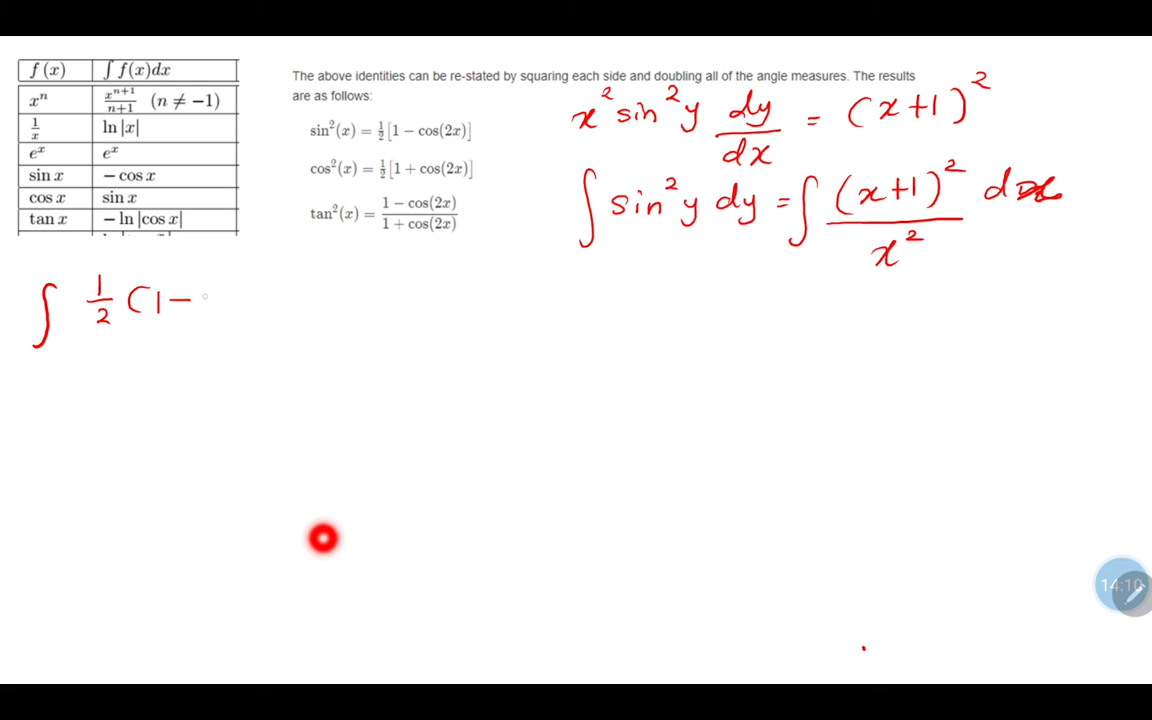 f(x) ∫ f(x)dx
xⁿ xⁿ⁺¹/n+1 (n ≠ −1)
1/x ln|x|
eˣ eˣ
sin x − cos x
cos x sin x
tan x − ln|cos x|
The above identities can be re-stated by squaring each side and doubling all of the angle measures. The results
are as follows:
sin²(x) = ½[1 − cos(2x)]
cos²(x) = ½[1 + cos(2x)]
tan²(x) = 1 − cos(2x)/1 + cos(2x)
x² sin² y dy/dx = (x+1)²
∫ sin² y dy = ∫ (x+1)²/x² dx
∫ 1/2 (1 −
14:10